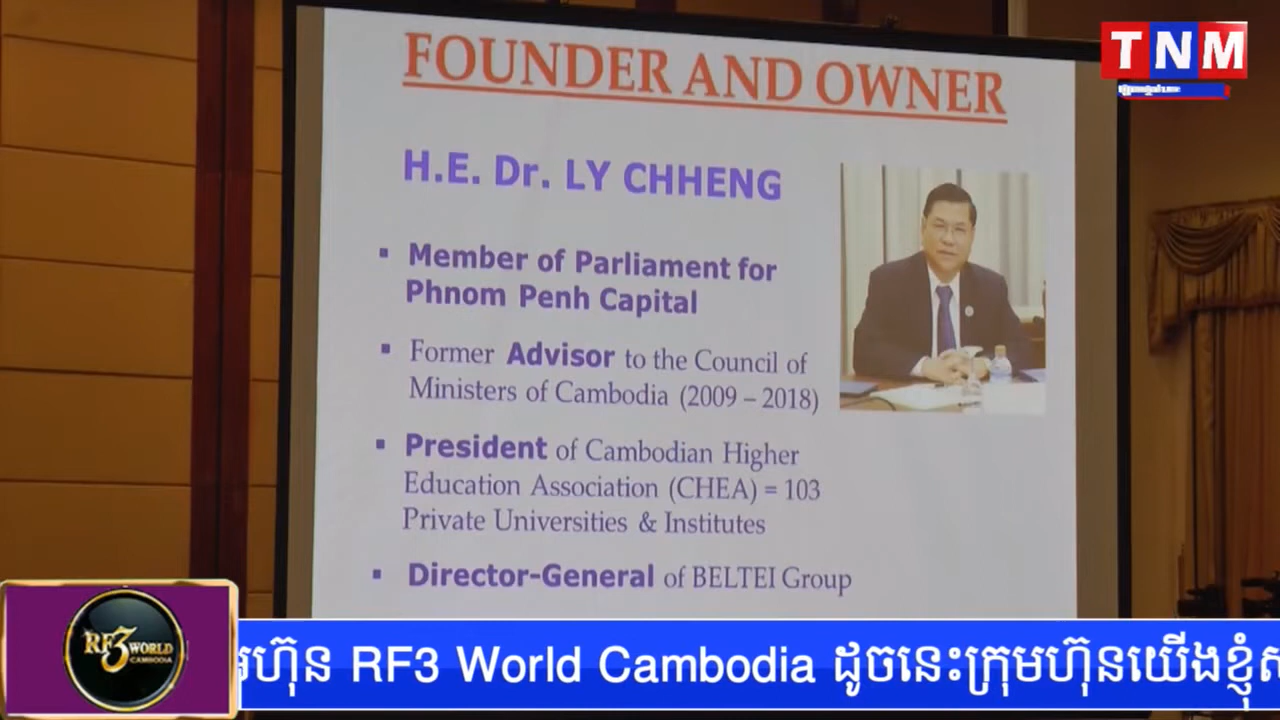 FOUNDER AND OWNER
TNM
H.E. Dr. LY CHHENG
▪ Member of Parliament for
Phnom Penh Capital
▪ Former Advisor to the Council of
Ministers of Cambodia (2009 – 2018)
▪ President of Cambodian Higher
Education Association (CHEA) = 103
Private Universities & Institutes
▪ Director-General of BELTEI Group
RF3 WORLD
CAMBODIA
ហ៊ុន RF3 World Cambodia ដូចនេះក្រុមហ៊ុនយើងខ្ញុំ